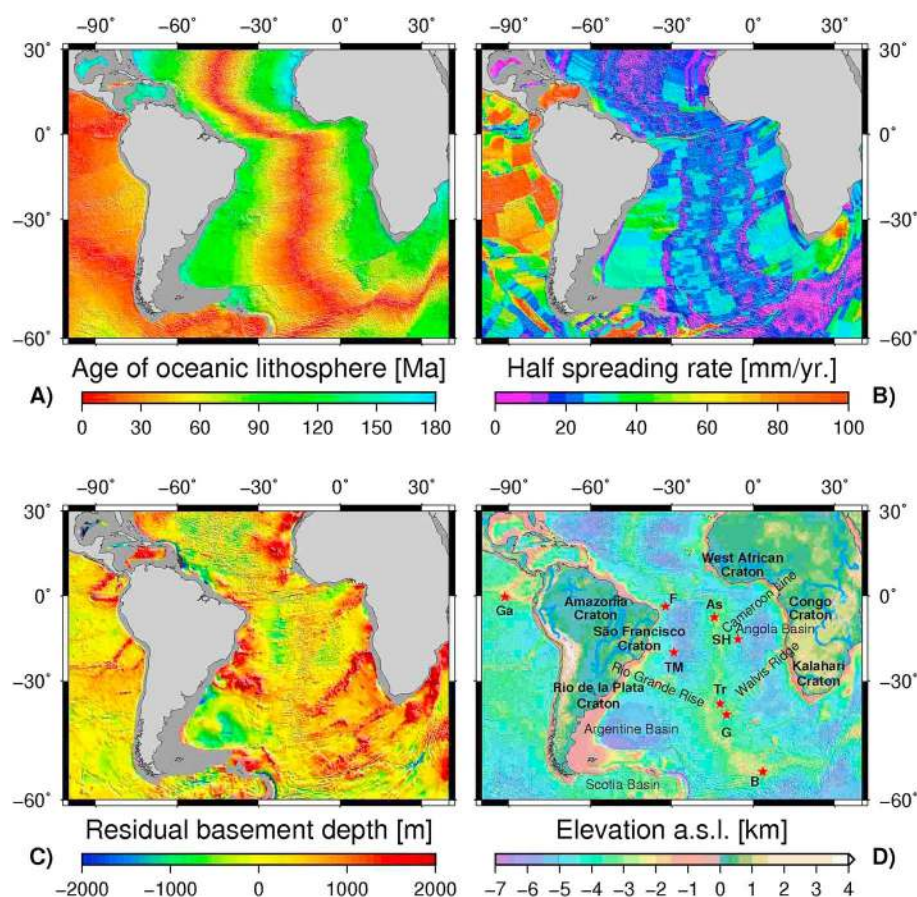 −90° −60° −30° 0° 30°
A)
30°
0°
−30°
−60°
Age of oceanic lithosphere [Ma]
0 30 60 90 120 150 180
−90° −60° −30° 0° 30°
B)
30°
0°
−30°
−60°
Half spreading rate [mm/yr.]
0 20 40 60 80 100
−90° −60° −30° 0° 30°
C)
30°
0°
−30°
−60°
Residual basement depth [m]
−2000 −1000 0 1000 2000
−90° −60° −30° 0° 30°
30°
0°
−30°
−60°
West African
Craton
Ga
Amazonia
Craton
F
As
Cameroon Line
Congo
Craton
São Francisco
Craton
SH
Angola Basin
TM
Rio Grande Rise
Walvis Ridge
Kalahari
Craton
Rio de la Plata
Craton
Tr
G
Argentine Basin
B
Scotia Basin
Elevation a.s.l. [km]
D)
−7 −6 −5 −4 −3 −2 −1 0 1 2 3 4